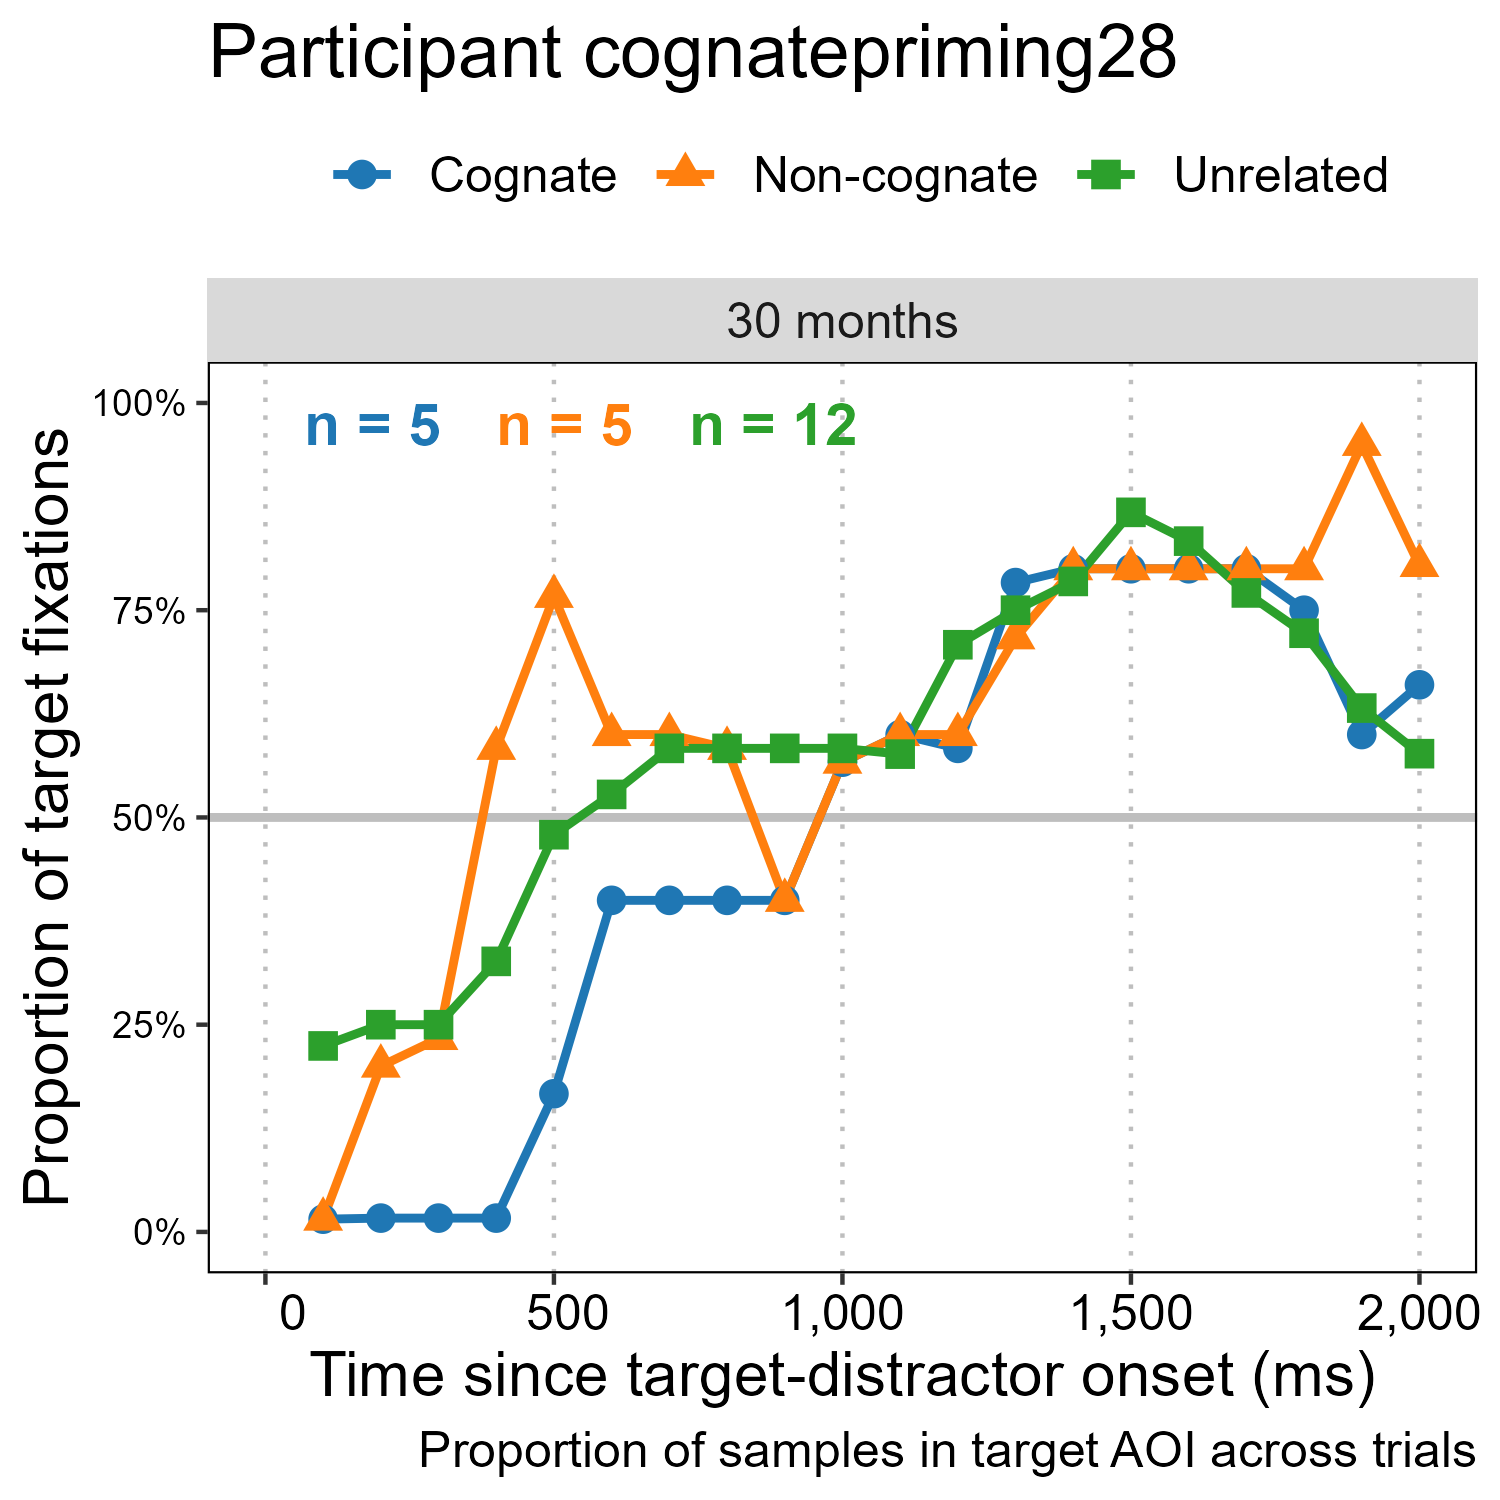 Participant cognatepriming28
Cognate Non-cognate Unrelated
30 months
n = 5 n = 5 n = 12
100%
75%
50%
25%
0%
Proportion of target fixations
0 500 1,000 1,500 2,000
Time since target-distractor onset (ms)
Proportion of samples in target AOI across trials